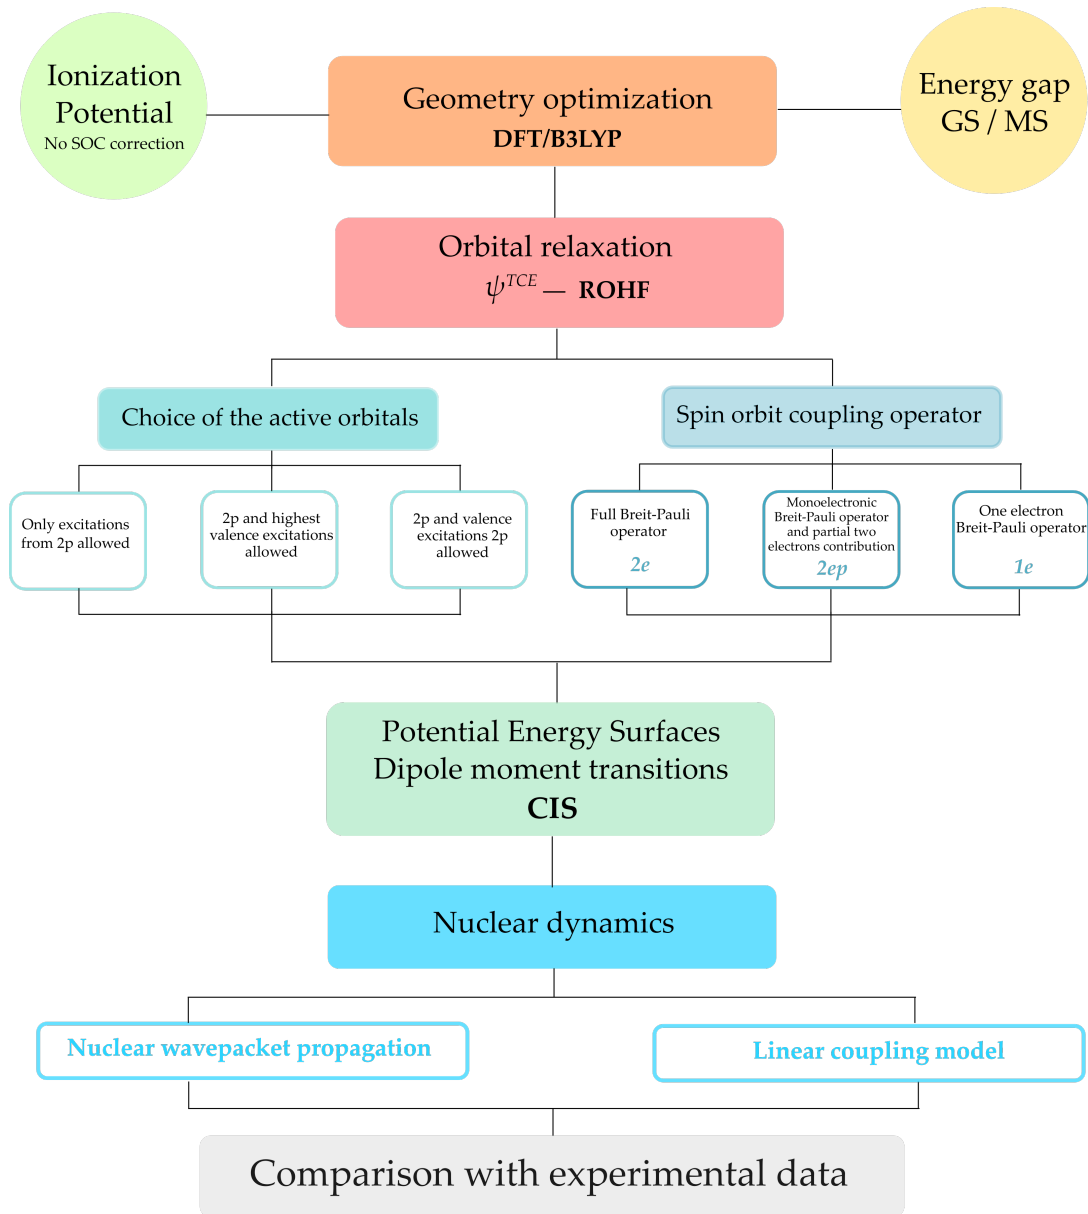 Ionization
Potential
No SOC correction
Geometry optimization
DFT/B3LYP
Energy gap
GS / MS
Orbital relaxation
ψ^TCE — ROHF
Choice of the active orbitals
Spin orbit coupling operator
Only excitations
from 2p allowed
2p and highest
valence excitations
allowed
2p and valence
excitations 2p
allowed
Full Breit-Pauli
operator
2e
Monoelectronic
Breit-Pauli operator
and partial two
electrons contribution
2ep
One electron
Breit-Pauli operator
1e
Potential Energy Surfaces
Dipole moment transitions
CIS
Nuclear dynamics
Nuclear wavepacket propagation
Linear coupling model
Comparison with experimental data